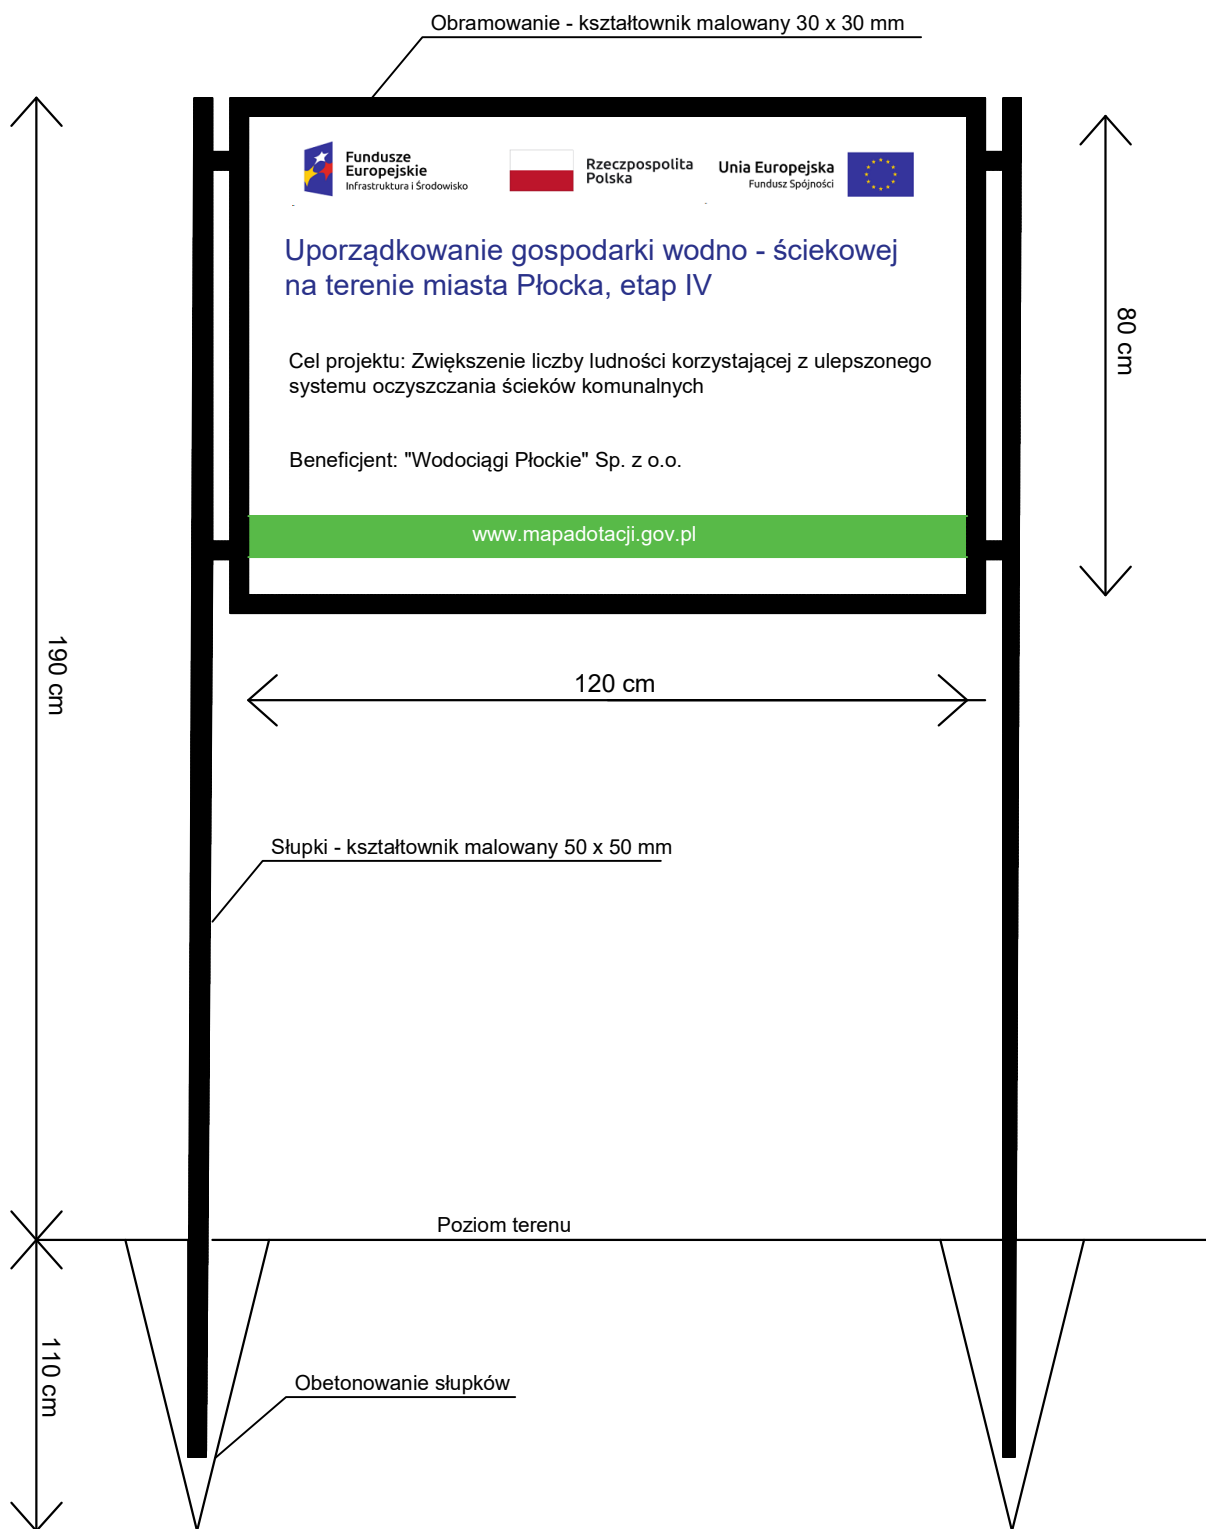 Obramowanie - kształtownik malowany 30 x 30 mm
Fundusze
Europejskie
Infrastruktura i Środowisko
Rzeczpospolita
Polska
Unia Europejska
Fundusz Spójności
Uporządkowanie gospodarki wodno - ściekowej
na terenie miasta Płocka, etap IV
Cel projektu: Zwiększenie liczby ludności korzystającej z ulepszonego
systemu oczyszczania ścieków komunalnych
Beneficjent: "Wodociągi Płockie" Sp. z o.o.
www.mapadotacji.gov.pl
80 cm
190 cm
120 cm
Słupki - kształtownik malowany 50 x 50 mm
Poziom terenu
110 cm
Obetonowanie słupków